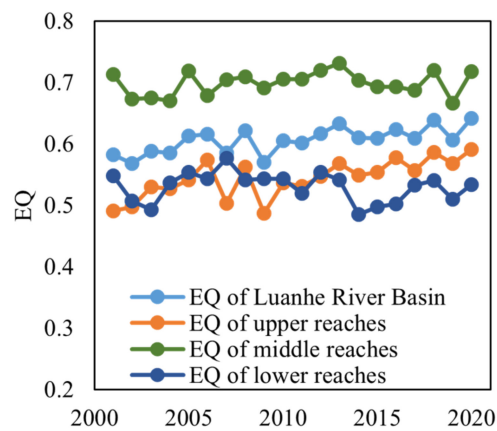 0.8
0.7
0.6
0.5
0.4
0.3
0.2
EQ
EQ of Luanhe River Basin
EQ of upper reaches
EQ of middle reaches
EQ of lower reaches
2000 2005 2010 2015 2020